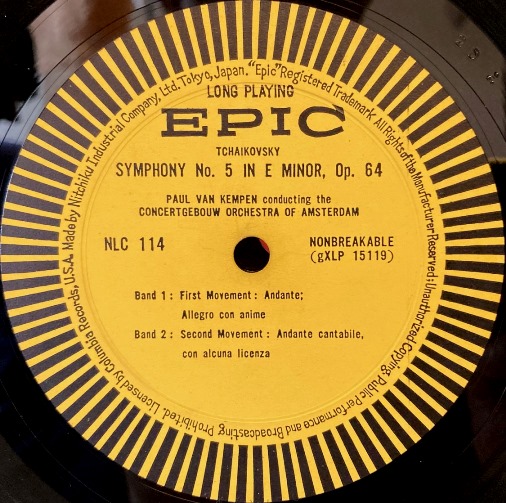 LONG PLAYING
EPIC
TCHAIKOVSKY
SYMPHONY No. 5 IN E MINOR, Op. 64
PAUL VAN KEMPEN conducting the
CONCERTGEBOUW ORCHESTRA OF AMSTERDAM
NLC 114
NONBREAKABLE
(gXLP 15119)
Band 1 : First Movement : Andante;
Allegro con anime
Band 2 : Second Movement : Andante cantabile,
con alcuna licenza
Licensed by Columbia Records, U.S.A. Made by Nitchiku Industrial Company, Ltd. Tokyo, Japan. "Epic" Registered Trademark. All Rights of the Manufacturer Reserved; Unauthorized Copying; Public Performance and Broadcasting Prohibited.